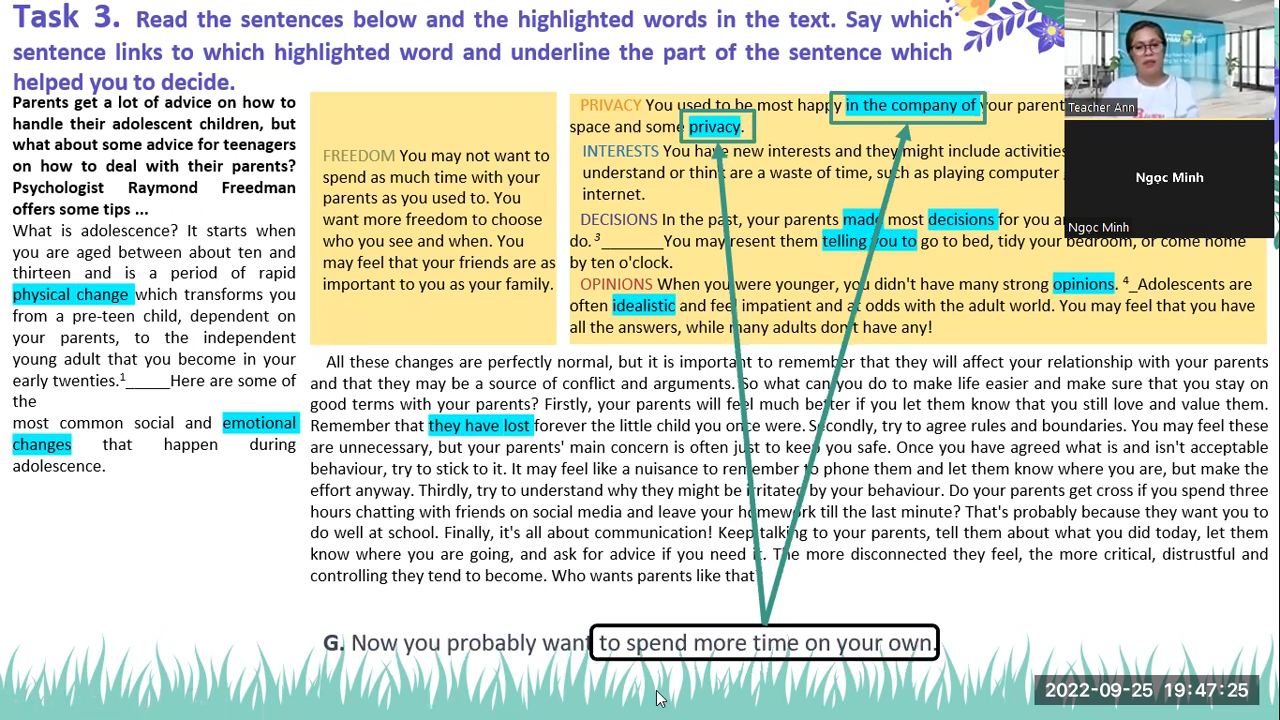 Task 3. Read the sentences below and the highlighted words in the text. Say which
sentence links to which highlighted word and underline the part of the sentence which
helped you to decide.
Parents get a lot of advice on how to
handle their adolescent children, but
what about some advice for teenagers
on how to deal with their parents?
Psychologist Raymond Freedman
offers some tips ...
What is adolescence? It starts when
you are aged between about ten and
thirteen and is a period of rapid
physical change which transforms you
from a pre-teen child, dependent on
your parents, to the independent
young adult that you become in your
early twenties.¹_____Here are some of
the
most common social and emotional
changes that happen during
adolescence.
FREEDOM You may not want to
spend as much time with your
parents as you used to. You
want more freedom to choose
who you see and when. You
may feel that your friends are as
important to you as your family.
PRIVACY You used to be most happy in the company of your parent
space and some privacy.
INTERESTS You have new interests and they might include activities
understand or think are a waste of time, such as playing computer
internet.
DECISIONS In the past, your parents made most decisions for you
do. ³_______You may resent them telling you to go to bed, tidy your bedroom, or come home
by ten o'clock.
OPINIONS When you were younger, you didn't have many strong opinions. ⁴_Adolescents are
often idealistic and feel impatient and at odds with the adult world. You may feel that you have
all the answers, while many adults don't have any!
All these changes are perfectly normal, but it is important to remember that they will affect your relationship with your parents
and that they may be a source of conflict and arguments. So what can you do to make life easier and make sure that you stay on
good terms with your parents? Firstly, your parents will feel much better if you let them know that you still love and value them.
Remember that they have lost forever the little child you once were. Secondly, try to agree rules and boundaries. You may feel these
are unnecessary, but your parents' main concern is often just to keep you safe. Once you have agreed what is and isn't acceptable
behaviour, try to stick to it. It may feel like a nuisance to remember to phone them and let them know where you are, but make the
effort anyway. Thirdly, try to understand why they might be irritated by your behaviour. Do your parents get cross if you spend three
hours chatting with friends on social media and leave your homework till the last minute? That's probably because they want you to
do well at school. Finally, it's all about communication! Keep talking to your parents, tell them about what you did today, let them
know where you are going, and ask for advice if you need it. The more disconnected they feel, the more critical, distrustful and
controlling they tend to become. Who wants parents like that
G. Now you probably want to spend more time on your own.
Teacher Ann
Ngọc Minh
Ngọc Minh
2022-09-25 19:47:25